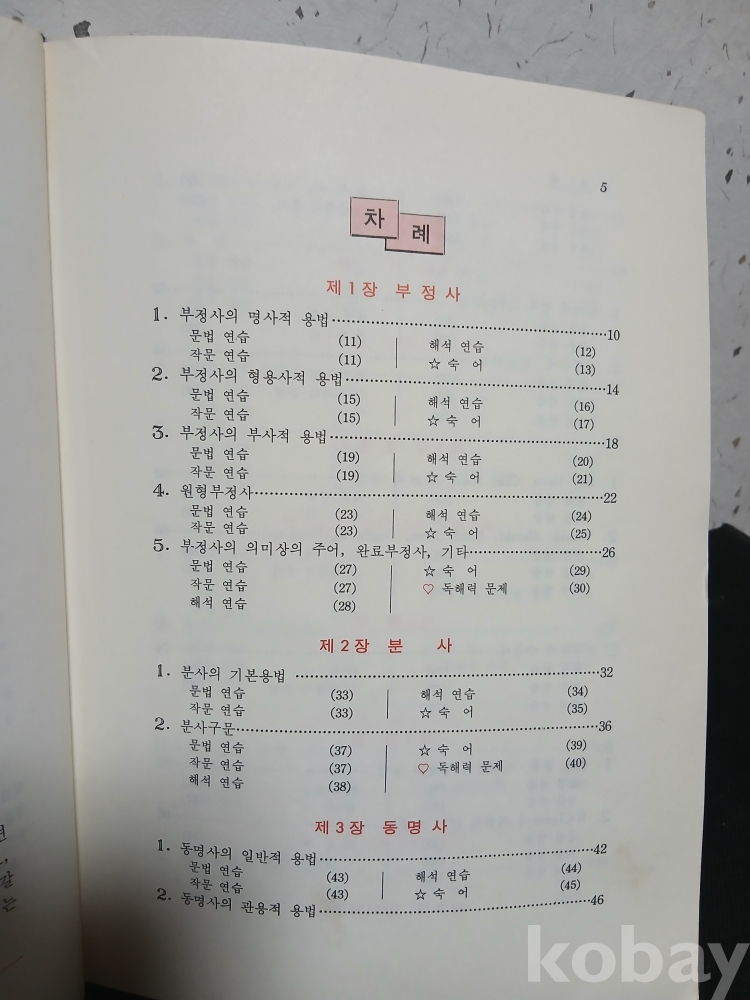 5
차 례
제1장 부정사
1. 부정사의 명사적 용법 10
문법 연습 (11) 해석 연습 (12)
작문 연습 (11) ☆ 숙 어 (13)
2. 부정사의 형용사적 용법 14
문법 연습 (15) 해석 연습 (16)
작문 연습 (15) ☆ 숙 어 (17)
3. 부정사의 부사적 용법 18
문법 연습 (19) 해석 연습 (20)
작문 연습 (19) ☆ 숙 어 (21)
4. 원형부정사 22
문법 연습 (23) 해석 연습 (24)
작문 연습 (23) ☆ 숙 어 (25)
5. 부정사의 의미상의 주어, 완료부정사, 기타 26
문법 연습 (27) ☆ 숙 어 (29)
작문 연습 (27) ♡ 독해력 문제 (30)
해석 연습 (28)
제2장 분 사
1. 분사의 기본용법 32
문법 연습 (33) 해석 연습 (34)
작문 연습 (33) ☆ 숙 어 (35)
2. 분사구문 36
문법 연습 (37) ☆ 숙 어 (39)
작문 연습 (37) ♡ 독해력 문제 (40)
해석 연습 (38)
제3장 동명사
1. 동명사의 일반적 용법 42
문법 연습 (43) 해석 연습 (44)
작문 연습 (43) ☆ 숙 어 (45)
2. 동명사의 관용적 용법 46
갈
는
kobay